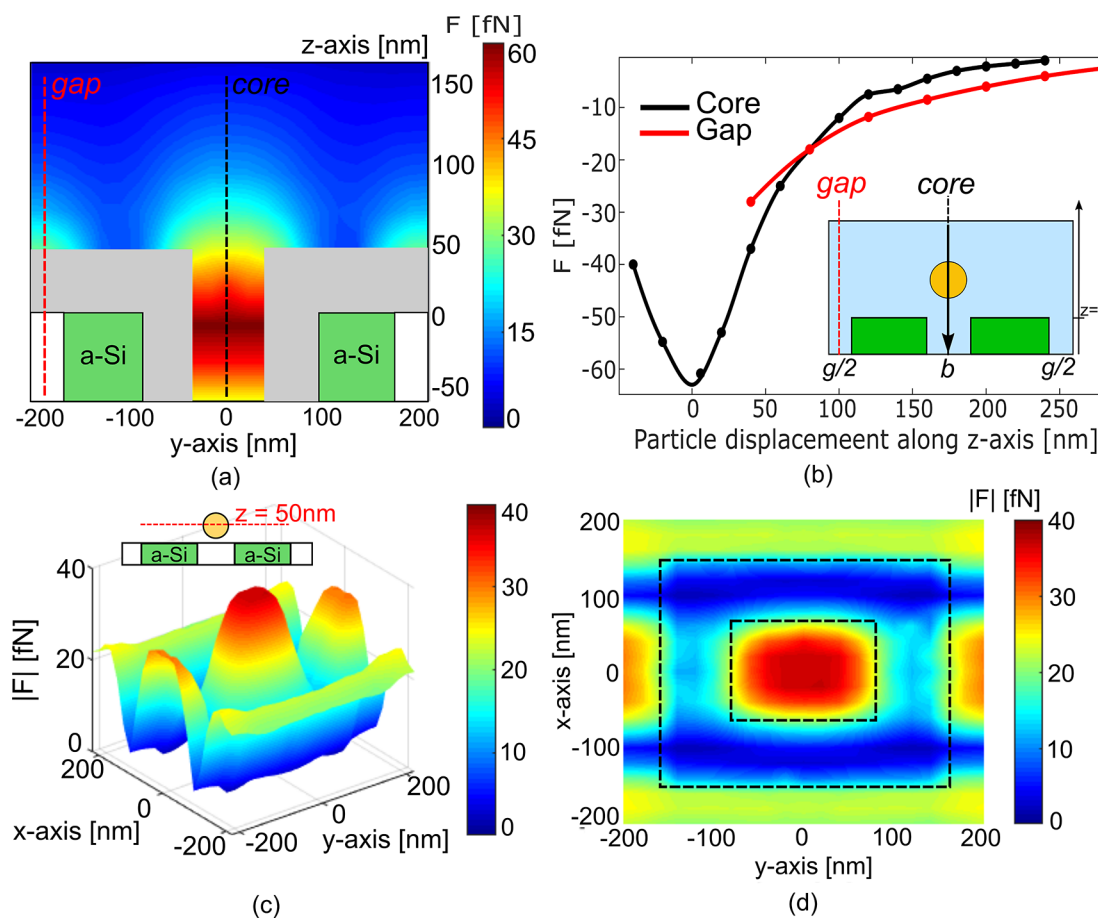 z-axis [nm]
F [fN]
gap
core
60
45
30
15
0
150
100
50
0
-50
a-Si
a-Si
-200
-100
0
100
200
y-axis [nm]
(a)
Core
Gap
F [fN]
-10
-20
-30
-40
-50
-60
gap
core
z=
g/2
b
g/2
0
50
100
150
200
250
Particle displacemeent along z-axis [nm]
(b)
z = 50nm
a-Si
a-Si
|F| [fN]
40
20
0
200
0
-200
x-axis [nm]
-200
0
200
y-axis [nm]
40
30
20
10
0
(c)
|F| [fN]
x-axis [nm]
200
100
0
-100
-200
-200
-100
0
100
200
y-axis [nm]
40
30
20
10
0
(d)